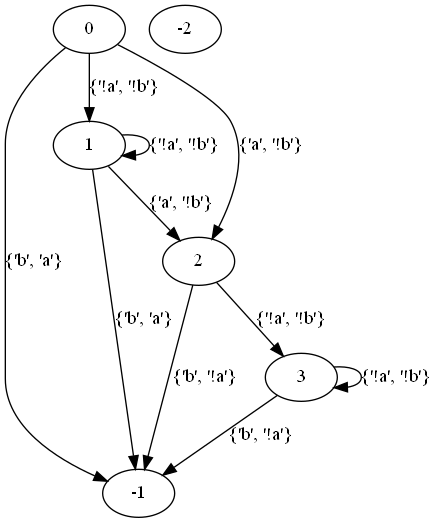 0
-2
{'!a', '!b'}
1
{'!a', '!b'}
{'a', '!b'}
{'a', '!b'}
{'b', 'a'}
2
{'b', 'a'}
{'b', '!a'}
{'!a', '!b'}
3
{'!a', '!b'}
{'b', '!a'}
-1